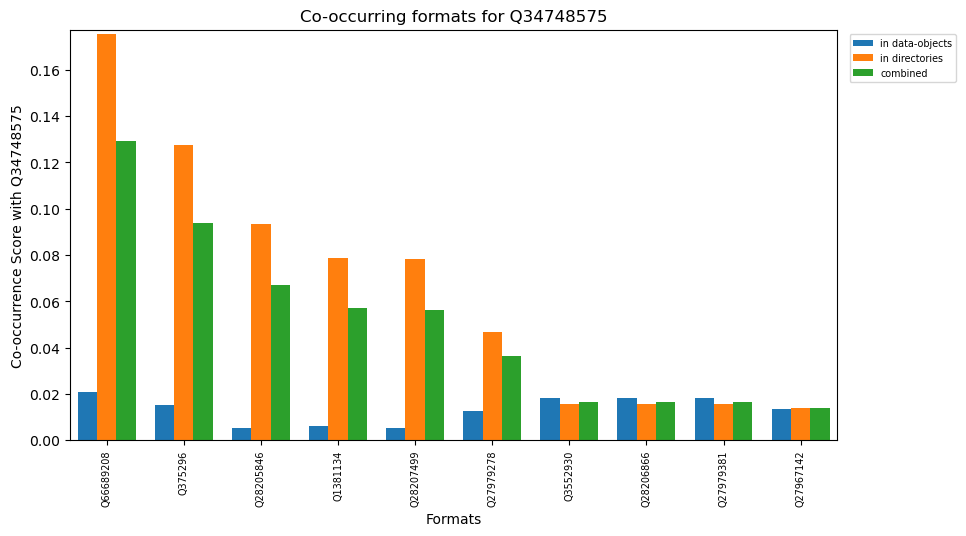 Co-occurring formats for Q34748575
in data-objects
in directories
combined
Co-occurrence Score with Q34748575
0.16
0.14
0.12
0.10
0.08
0.06
0.04
0.02
0.00
Q66689208
Q375296
Q28205846
Q1381134
Q28207499
Q27979278
Q3552930
Q28206866
Q27979381
Q27967142
Formats